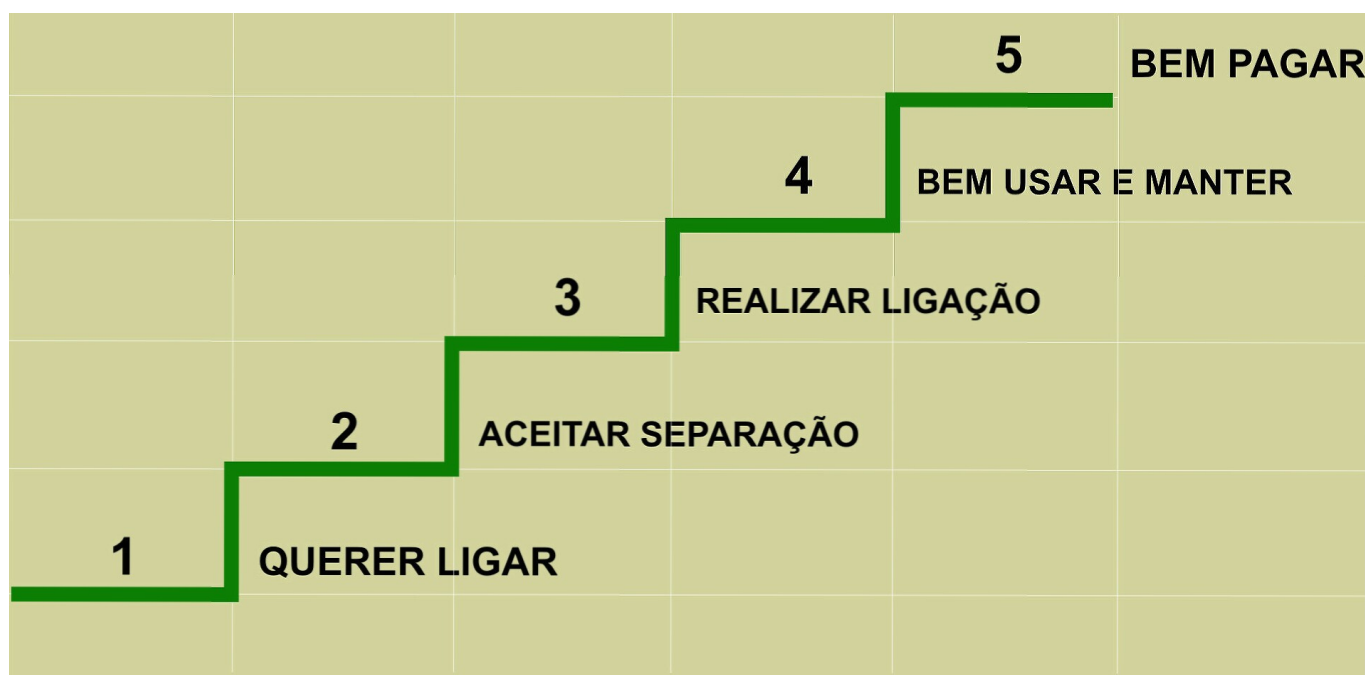 5 BEM PAGAR
4 BEM USAR E MANTER
3 REALIZAR LIGAÇÃO
2 ACEITAR SEPARAÇÃO
1 QUERER LIGAR